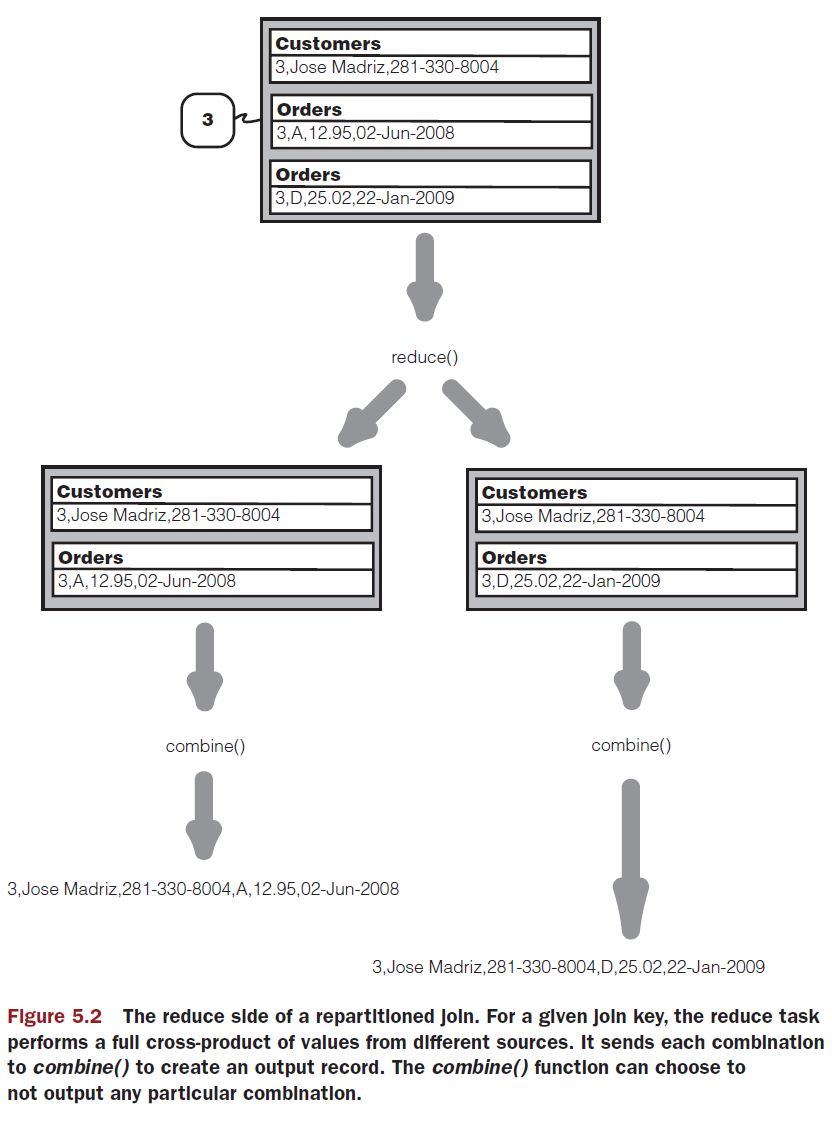 Customers
3,Jose Madriz,281-330-8004
3
Orders
3,A,12.95,02-Jun-2008
Orders
3,D,25.02,22-Jan-2009
reduce()
Customers
3,Jose Madriz,281-330-8004
Orders
3,A,12.95,02-Jun-2008
Customers
3,Jose Madriz,281-330-8004
Orders
3,D,25.02,22-Jan-2009
combine()
combine()
3,Jose Madriz,281-330-8004,A,12.95,02-Jun-2008
3,Jose Madriz,281-330-8004,D,25.02,22-Jan-2009
Figure 5.2 The reduce side of a repartitioned join. For a given join key, the reduce task
performs a full cross-product of values from different sources. It sends each combination
to combine() to create an output record. The combine() function can choose to
not output any particular combination.